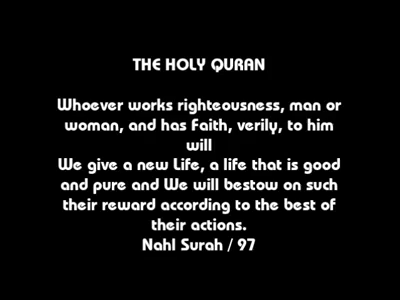 THE HOLY QURAN
Whoever works righteousness, man or
woman, and has Faith, verily, to him
will
We give a new Life, a life that is good
and pure and We will bestow on such
their reward according to the best of
their actions.
Nahl Surah / 97